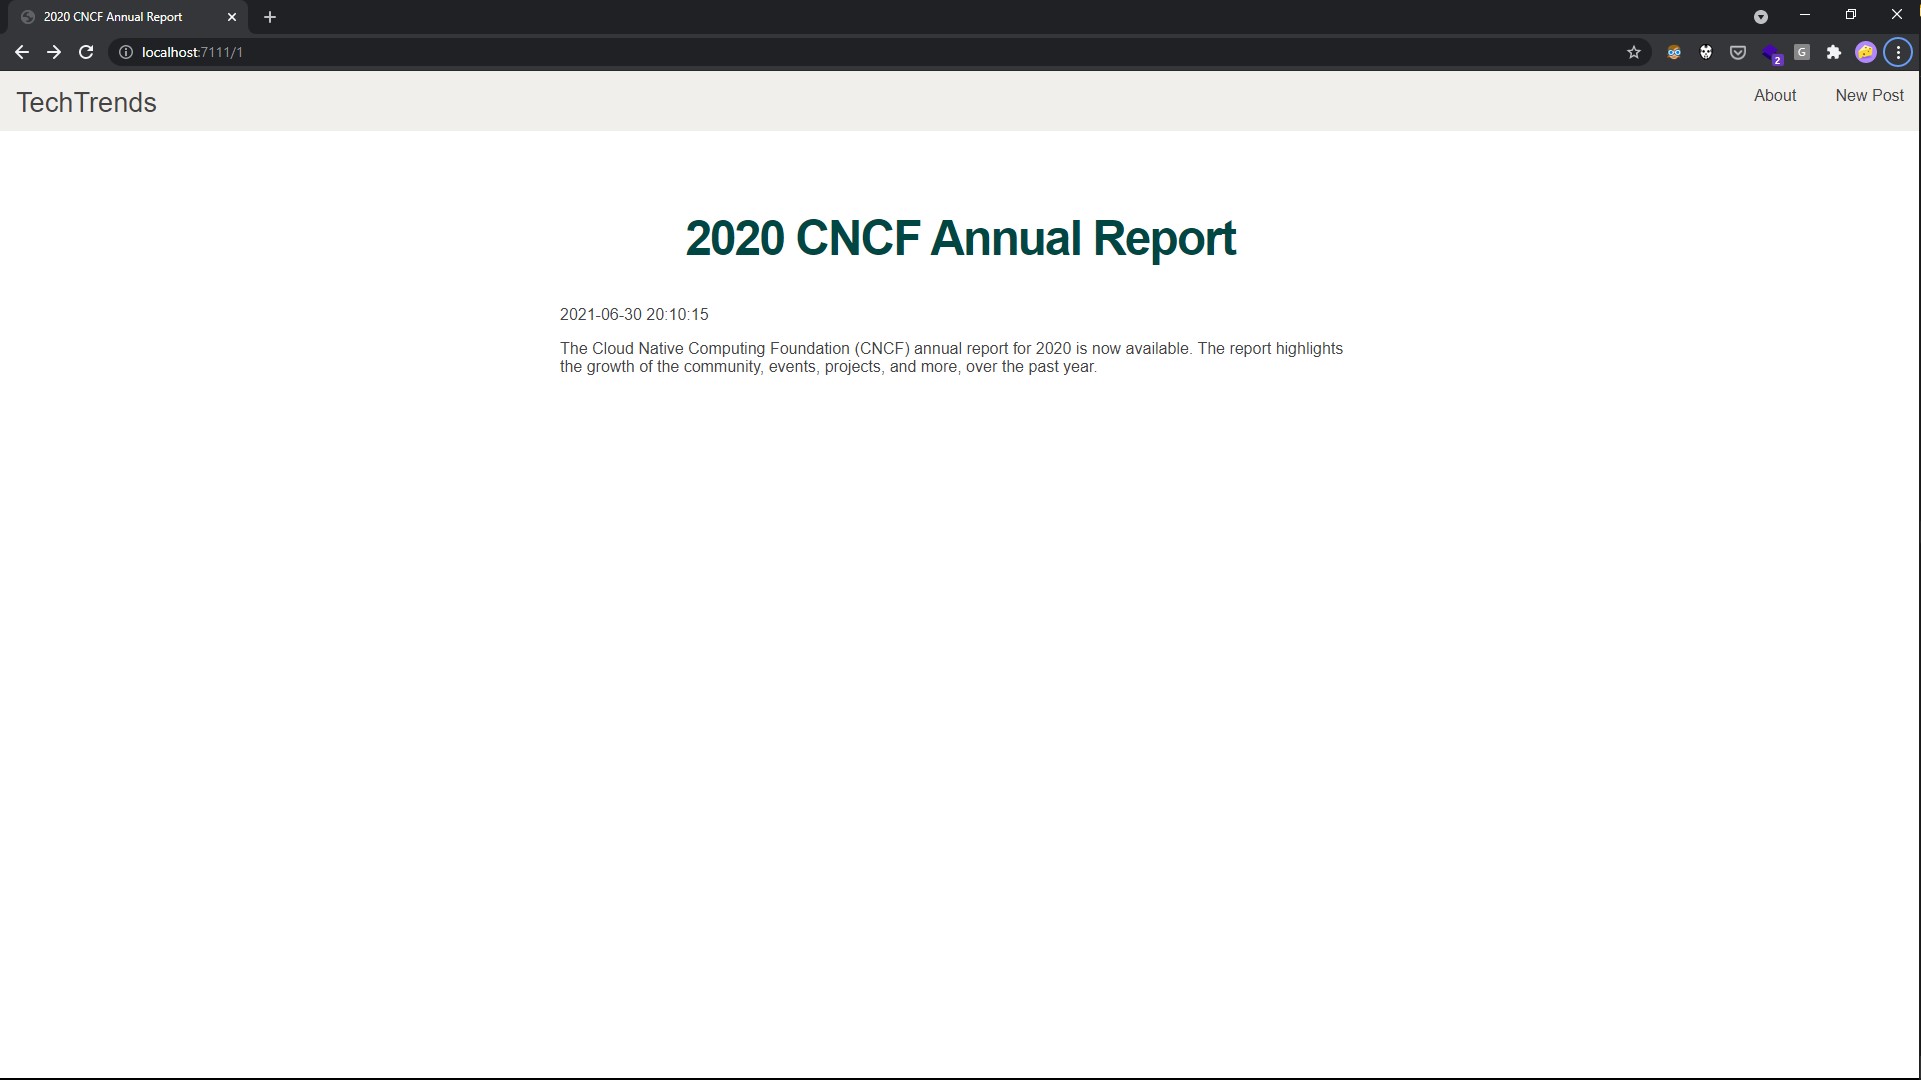 2020 CNCF Annual Report
localhost:7111/1
2
G
TechTrends
About
New Post
2020 CNCF Annual Report
2021-06-30 20:10:15
The Cloud Native Computing Foundation (CNCF) annual report for 2020 is now available. The report highlights
the growth of the community, events, projects, and more, over the past year.